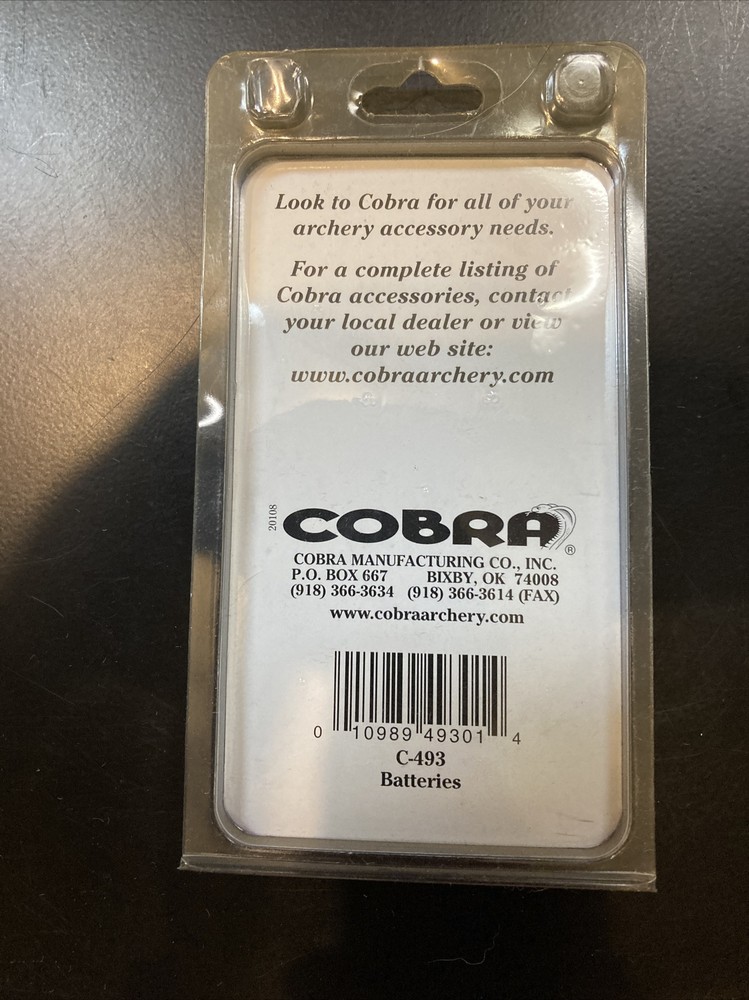 Look to Cobra for all of your
archery accessory needs.
For a complete listing of
Cobra accessories, contact
your local dealer or view
our web site:
www.cobraarchery.com
20108
COBRA®
COBRA MANUFACTURING CO., INC.
P.O. BOX 667 BIXBY, OK 74008
(918) 366-3634 (918) 366-3614 (FAX)
www.cobraarchery.com
0 10989 49301 4
C-493
Batteries